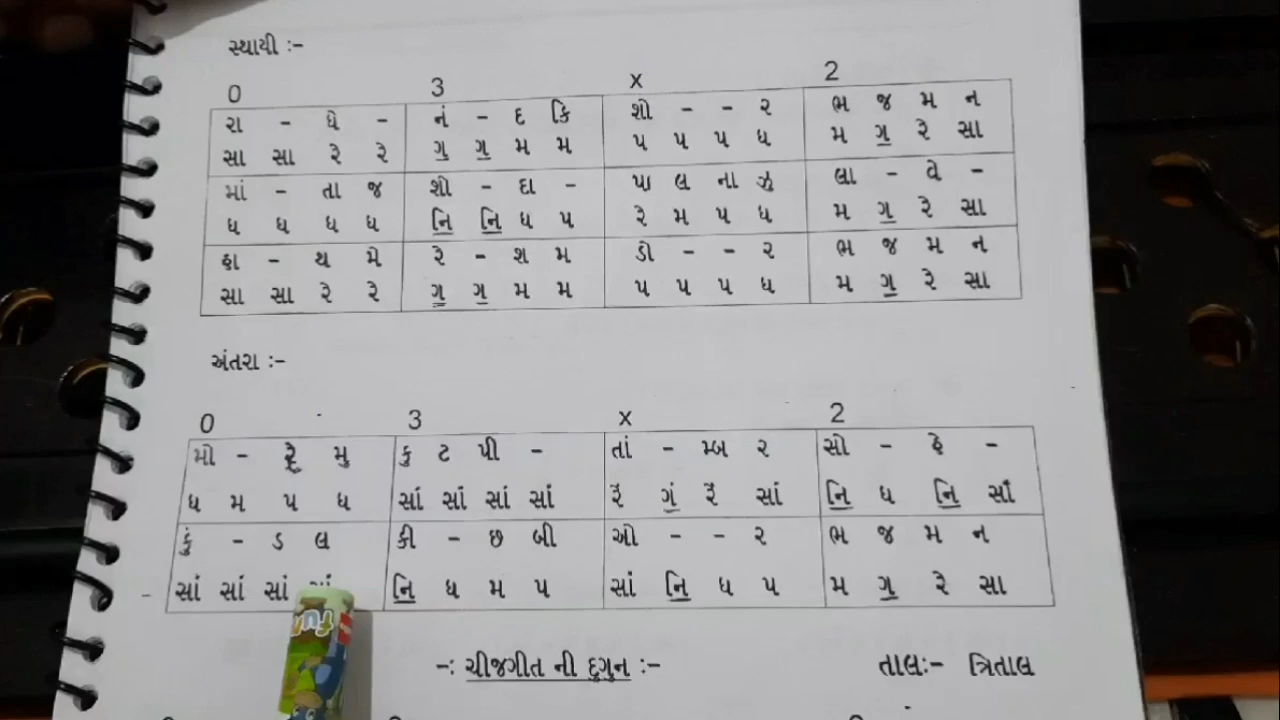 સ્થાયી :-
0 3 x 2
રા - ધે - નં - દ કિ શો - - ર ભ જ મ ન
સા સા રે રે ગુ ગ મ મ પ પ પ ધ મ ગ રે સા
માં - તા જ શો - દા - પા લ ના ઝુ લા - વે -
ધ ધ ધ ધ નિ નિ ધ પ રે મ પ ધ મ ગ રે સા
હા - થ મે રે - શ મ ડો - - ર ભ જ મ ન
સા સા રે રે ગ ગ મ મ પ પ પ ધ મ ગ રે સા
અંતરા :-
0 3 x 2
મો - ર મુ કુ ટ પી - તાં - મ્બ ર સો - હે -
ધ મ પ ધ સાં સાં સાં સાં રેં ગં રેં સાં નિ ધ નિ સાં
કું - ડ લ કી - છ બી ઓ - - ર ભ જ મ ન
સાં સાં સાં નિ ધ મ પ સાં નિ ધ પ મ ગ રે સા
-: ચીજગીત ની દુગુન :- તાલ:- ત્રિતાલ